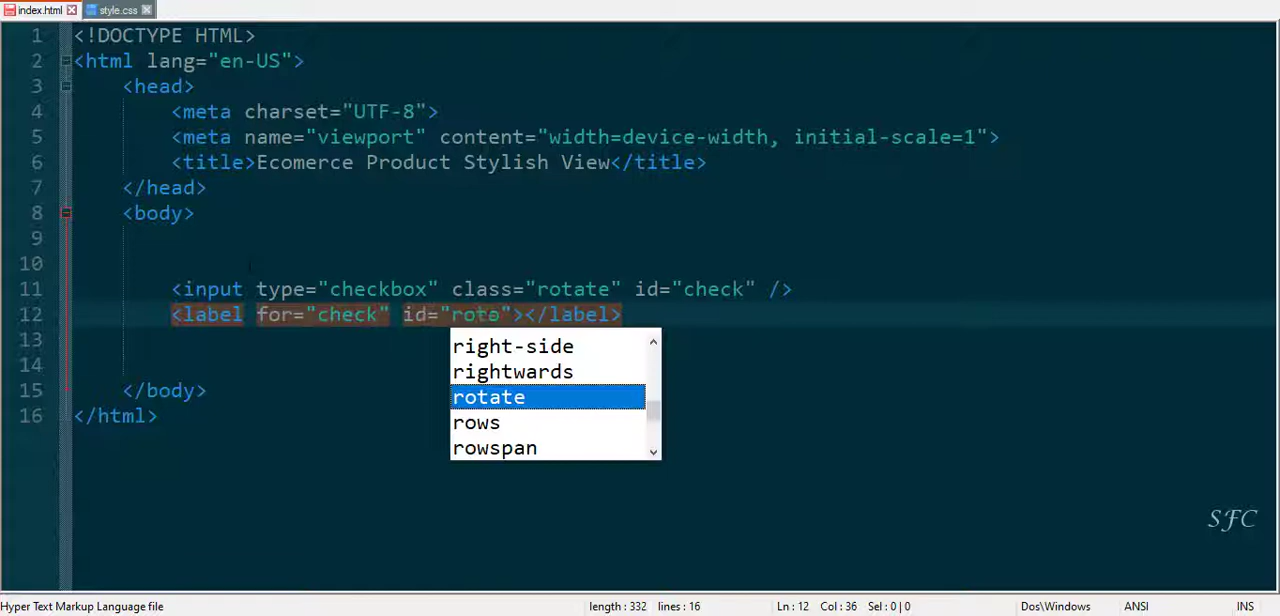 index.html style.css
1 <!DOCTYPE HTML>
2 <html lang="en-US">
3 <head>
4 <meta charset="UTF-8">
5 <meta name="viewport" content="width=device-width, initial-scale=1">
6 <title>Ecomerce Product Stylish View</title>
7 </head>
8 <body>
9
10
11 <input type="checkbox" class="rotate" id="check" />
12 <label for="check" id="roto"></label>
13 right-side
14 rightwards
15 </body> rotate
16 </html> rows
rowspan
SFC
Hyper Text Markup Language file length : 332 lines : 16 Ln : 12 Col : 36 Sel : 0 | 0 Dos\Windows ANSI INS